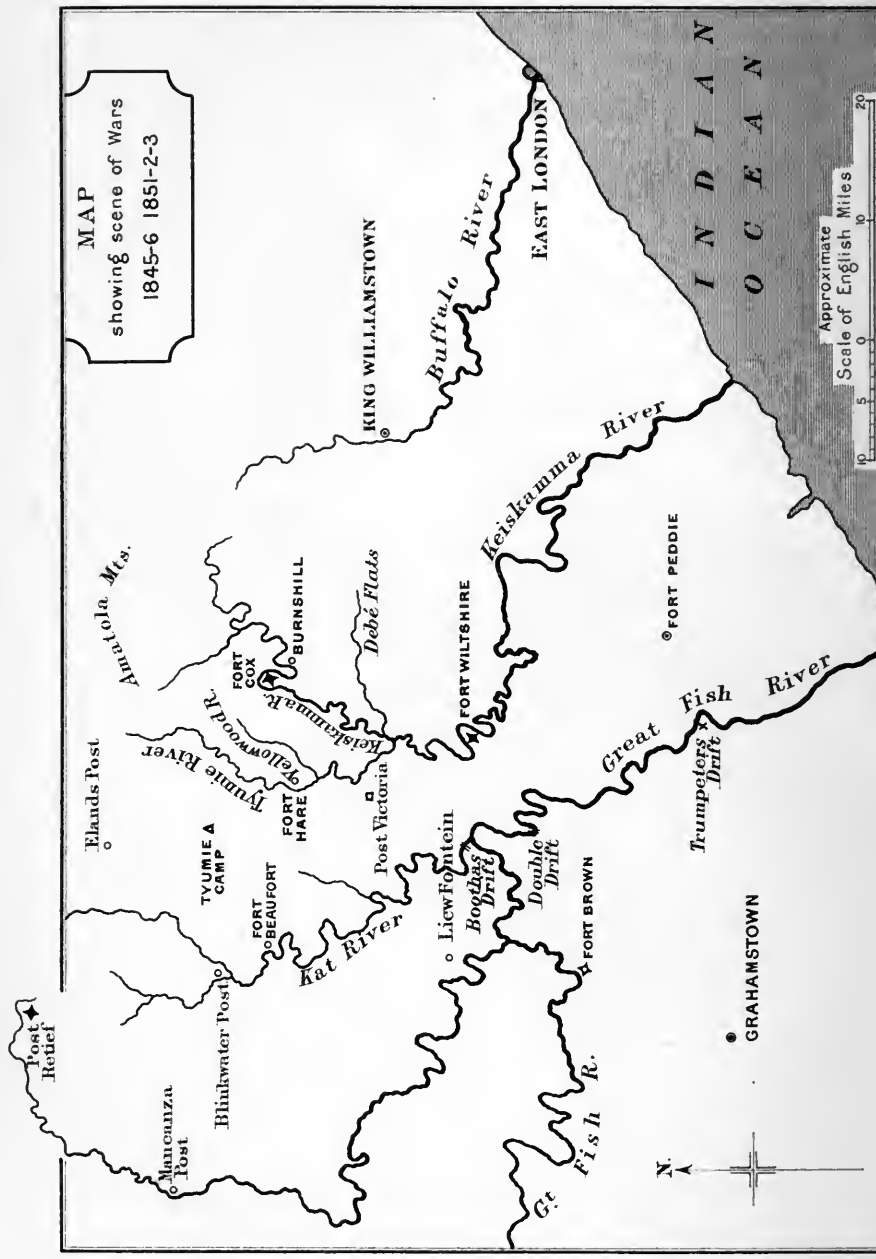 MAP
showing scene of Wars
1845-6 1851-2-3
Post
Retief
Mancanza
Post
Blinkwater Post
Elands Post
Amatola Mts.
TYUMIE
CAMP
FORT
BEAUFORT
Tyumie River
Yellowwood R.
FORT
HARE
FORT
COX
BURNSHILL
Keiskamma R.
Debé Flats
KING WILLIAMSTOWN
Buffalo River
EAST LONDON
Kat River
Post Victoria
Liew Fontein
Boothas
Drift
Double
Drift
FORT WILTSHIRE
Keiskamma River
FORT BROWN
FORT PEDDIE
Great Fish River
Trumpeters
Drift
Gt. Fish R.
GRAHAMSTOWN
N.
INDIAN
OCEAN
Approximate
Scale of English Miles
10 5 0 10 20